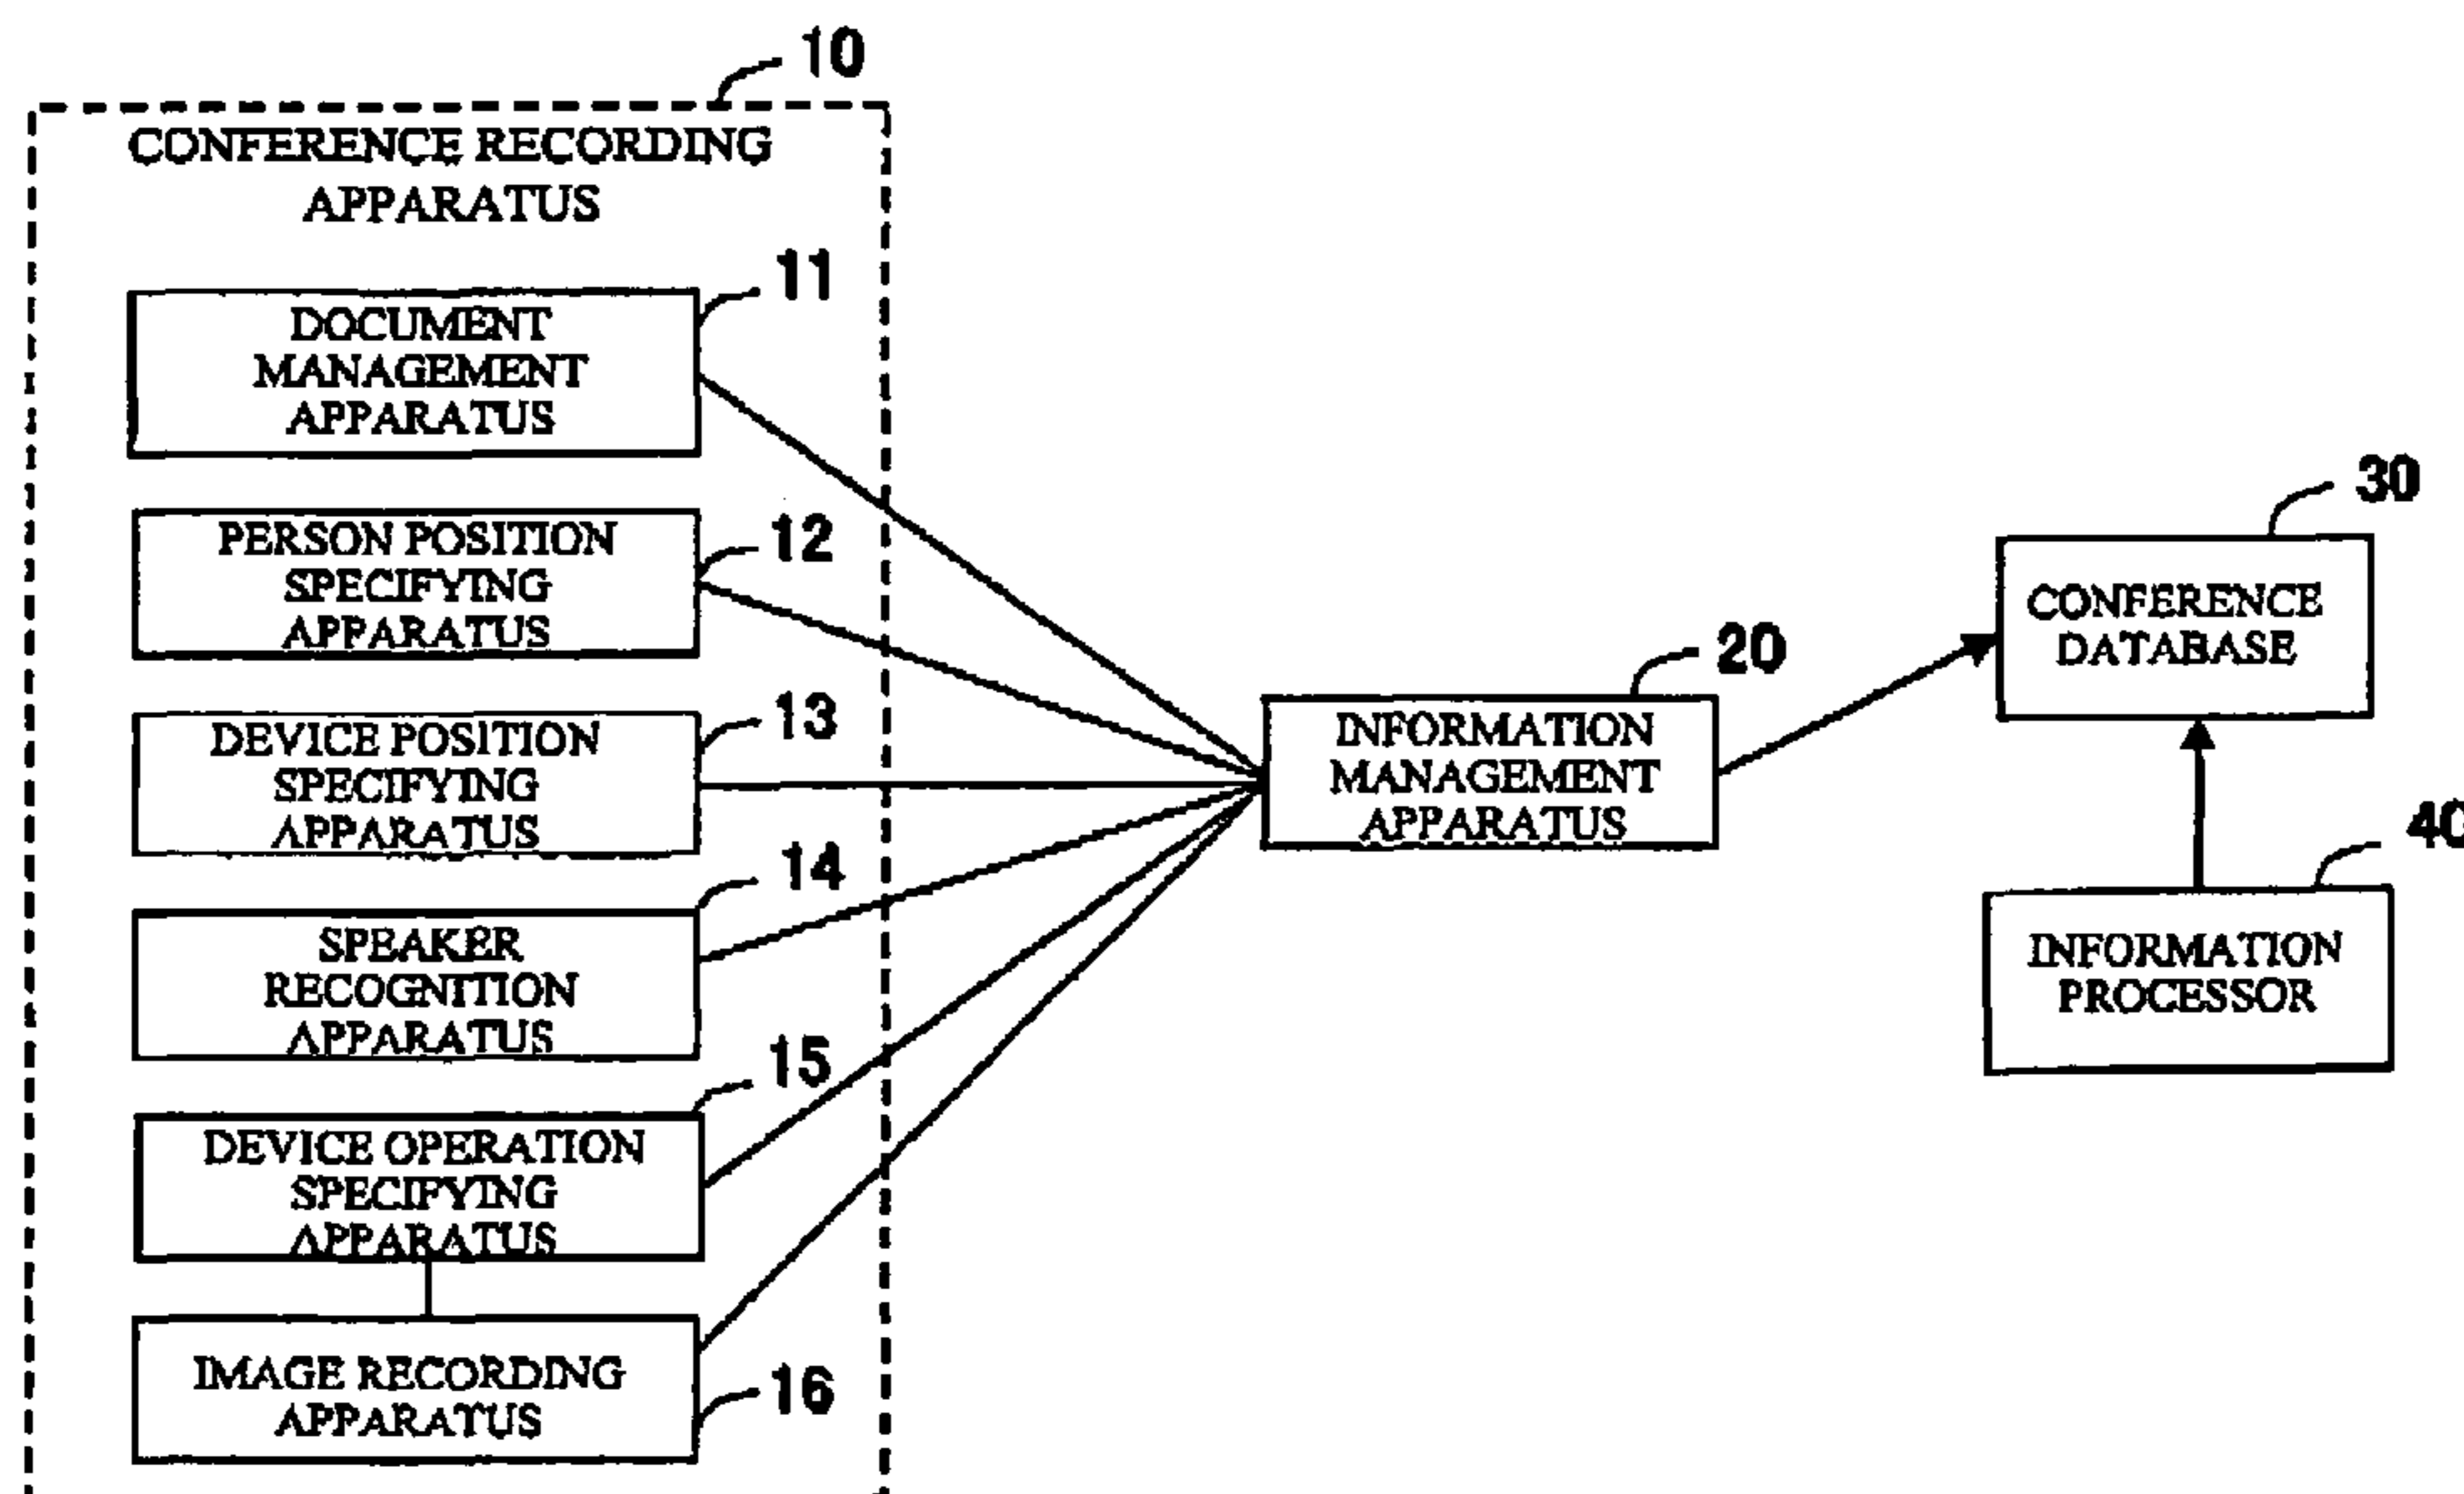 10
CONFERENCE RECORDING
APPARATUS
11
DOCUMENT
MANAGEMENT
APPARATUS
12
PERSON POSITION
SPECIFYING
APPARATUS
13
DEVICE POSITION
SPECIFYING
APPARATUS
14
SPEAKER
RECOGNITION
APPARATUS
15
DEVICE OPERATION
SPECIFYING
APPARATUS
16
IMAGE RECORDING
APPARATUS
20
INFORMATION
MANAGEMENT
APPARATUS
30
CONFERENCE
DATABASE
40
INFORMATION
PROCESSOR